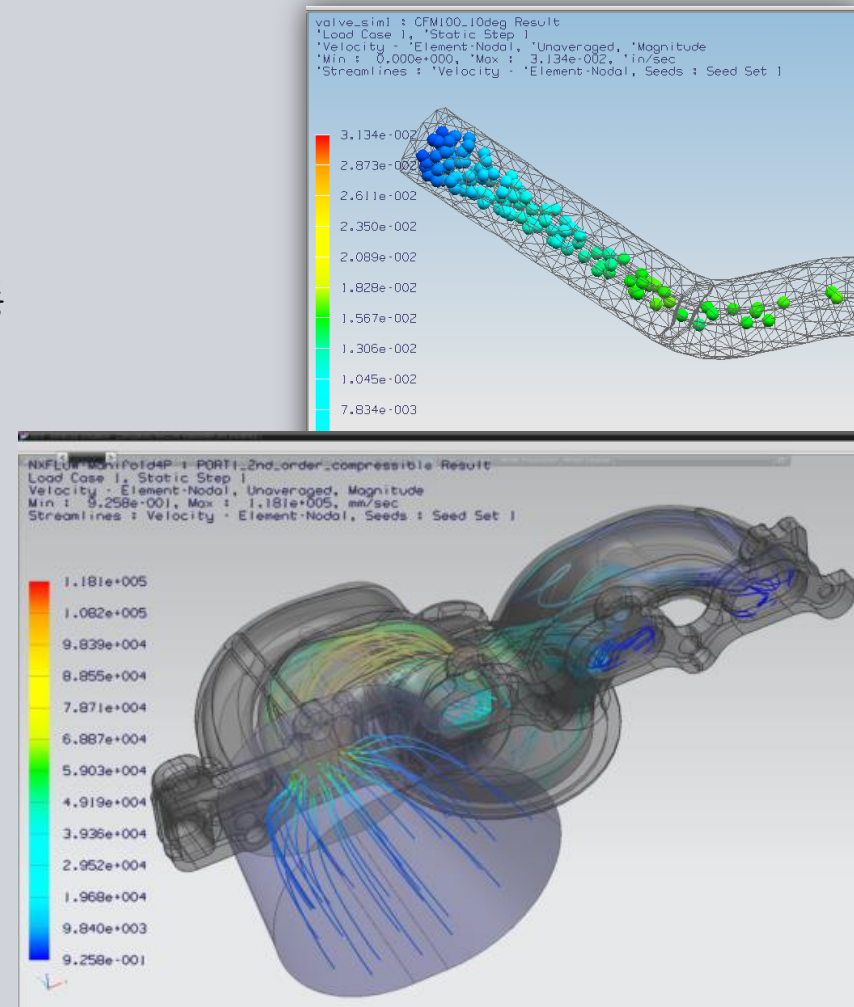 valve_sim1 : CFM100_10deg Result
'Load Case 1, 'Static Step 1
'Velocity - 'Element-Nodal, 'Unaveraged, 'Magnitude
'Min : 0.000e+000, 'Max : 3.134e-002, 'in/sec
'Streamlines : 'Velocity - 'Element-Nodal, Seeds : Seed Set 1
3.134e-002
2.873e-002
2.611e-002
2.350e-002
2.089e-002
1.828e-002
1.567e-002
1.306e-002
1.045e-002
7.834e-003
NXFLOW Manifold4P : PORT1_2nd_order_compressible Result
Load Case 1, Static Step 1
Velocity - Element-Nodal, Unaveraged, Magnitude
Min : 9.258e-001, Max : 1.181e+005, mm/sec
Streamlines : Velocity - Element-Nodal, Seeds : Seed Set 1
1.181e+005
1.082e+005
9.839e+004
8.855e+004
7.871e+004
6.887e+004
5.903e+004
4.919e+004
3.936e+004
2.952e+004
1.968e+004
9.840e+003
9.258e-001